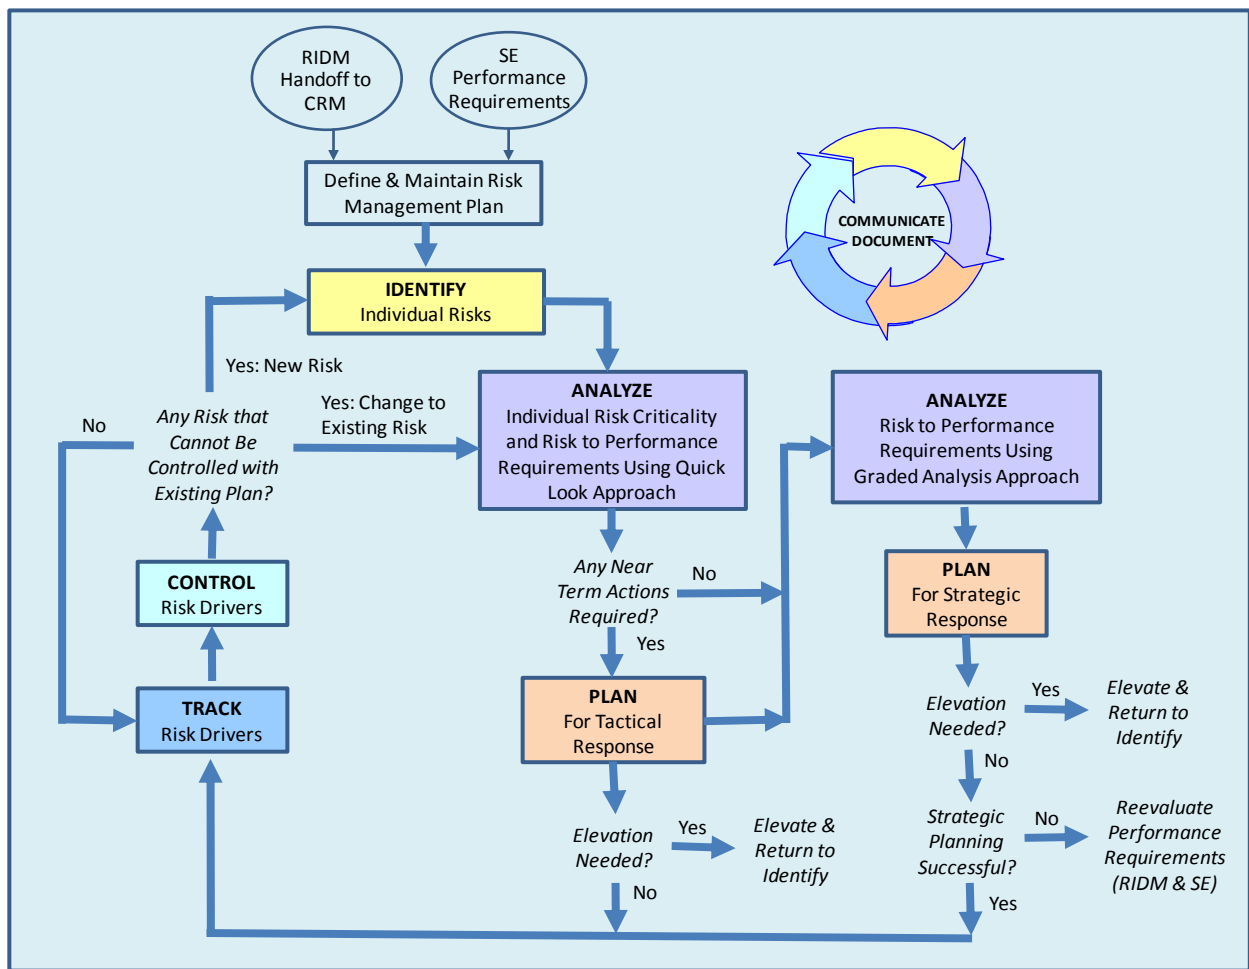 RIDM
Handoff to
CRM
SE
Performance
Requirements
Define & Maintain Risk
Management Plan
COMMUNICATE
DOCUMENT
IDENTIFY
Individual Risks
Yes: New Risk
No
Any Risk that
Cannot Be
Controlled with
Existing Plan?
Yes: Change to
Existing Risk
ANALYZE
Individual Risk Criticality
and Risk to Performance
Requirements Using Quick
Look Approach
ANALYZE
Risk to Performance
Requirements Using
Graded Analysis Approach
CONTROL
Risk Drivers
Any Near
Term Actions
Required?
No
Yes
PLAN
For Strategic
Response
TRACK
Risk Drivers
PLAN
For Tactical
Response
Elevation
Needed?
Yes
Elevate &
Return to
Identify
No
Elevation
Needed?
Yes
Elevate &
Return to
Identify
No
Strategic
Planning
Successful?
No
Reevaluate
Performance
Requirements
(RIDM & SE)
Yes